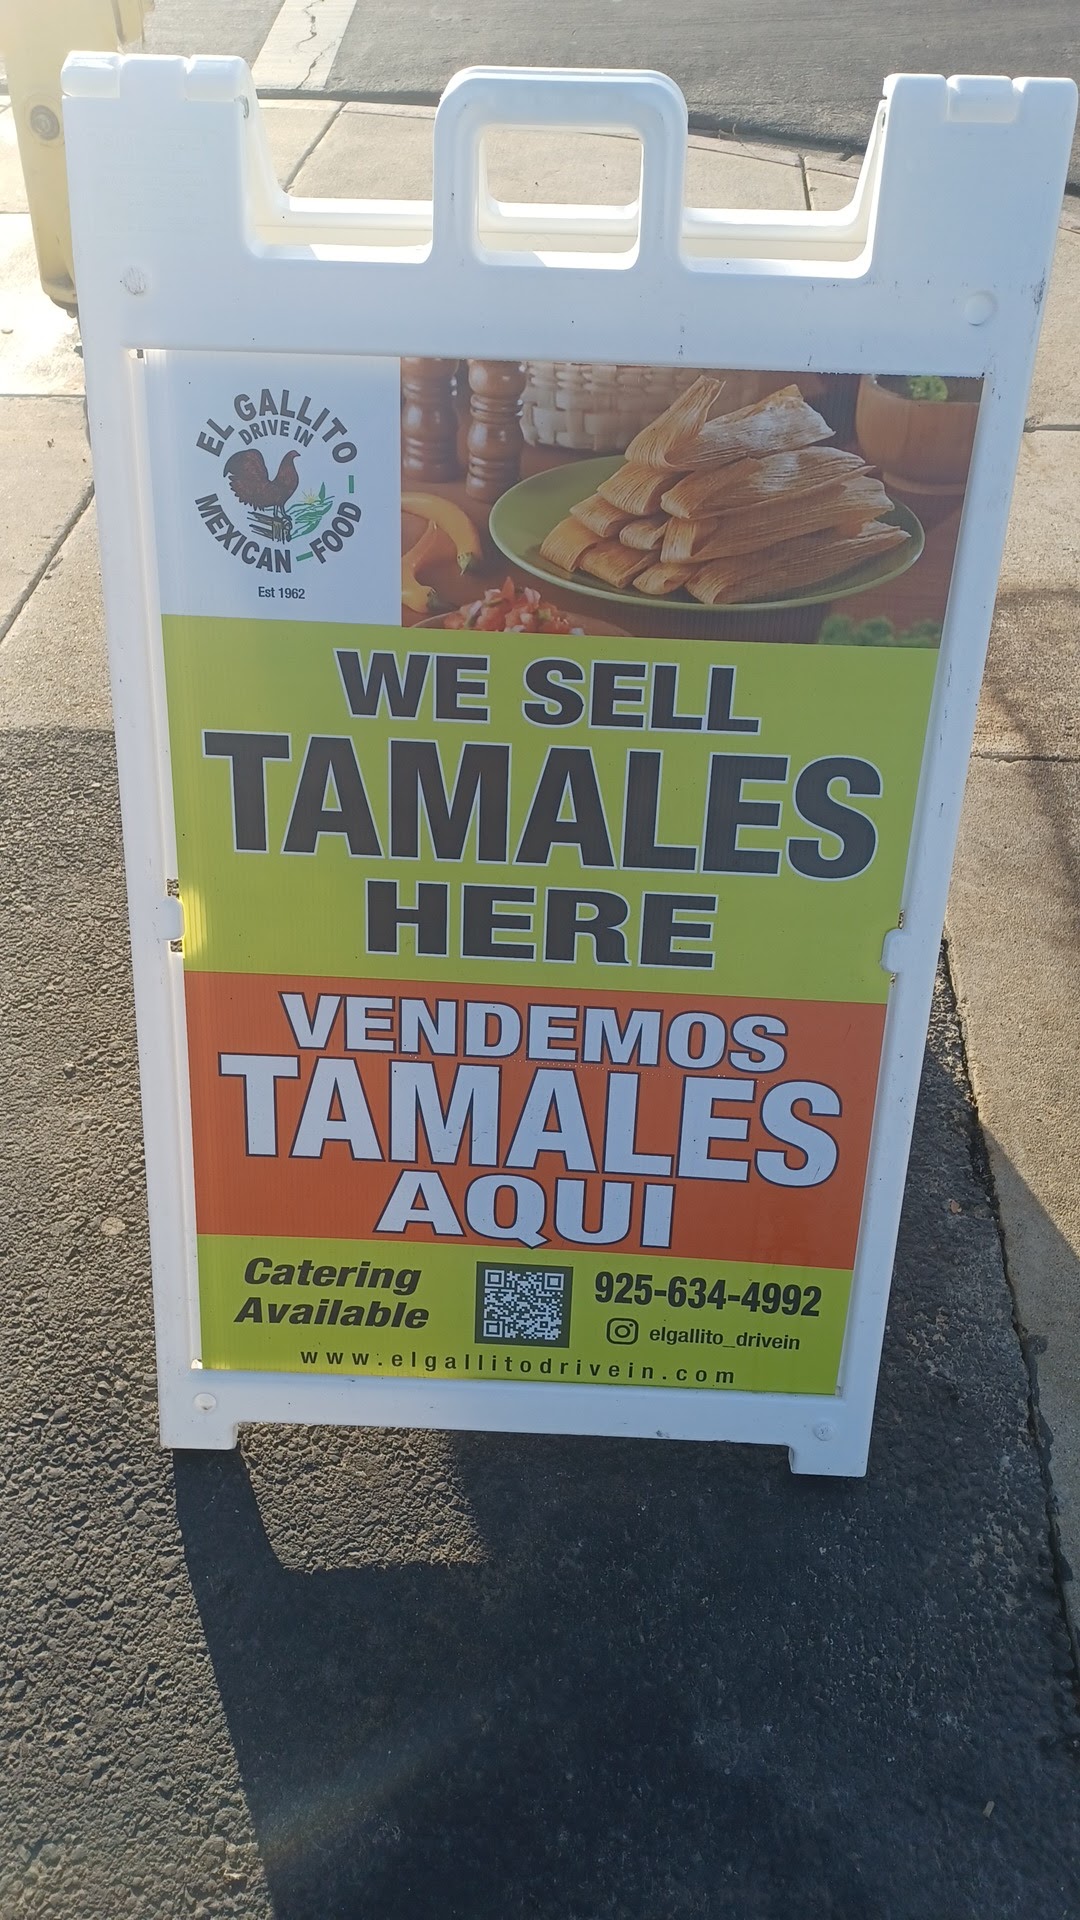 EL GALLITO
DRIVE IN
MEXICAN FOOD
Est 1962
WE SELL
TAMALES
HERE
VENDEMOS
TAMALES
AQUI
Catering
Available
925-634-4992
elgallito_drivein
www.elgallitodrivein.com